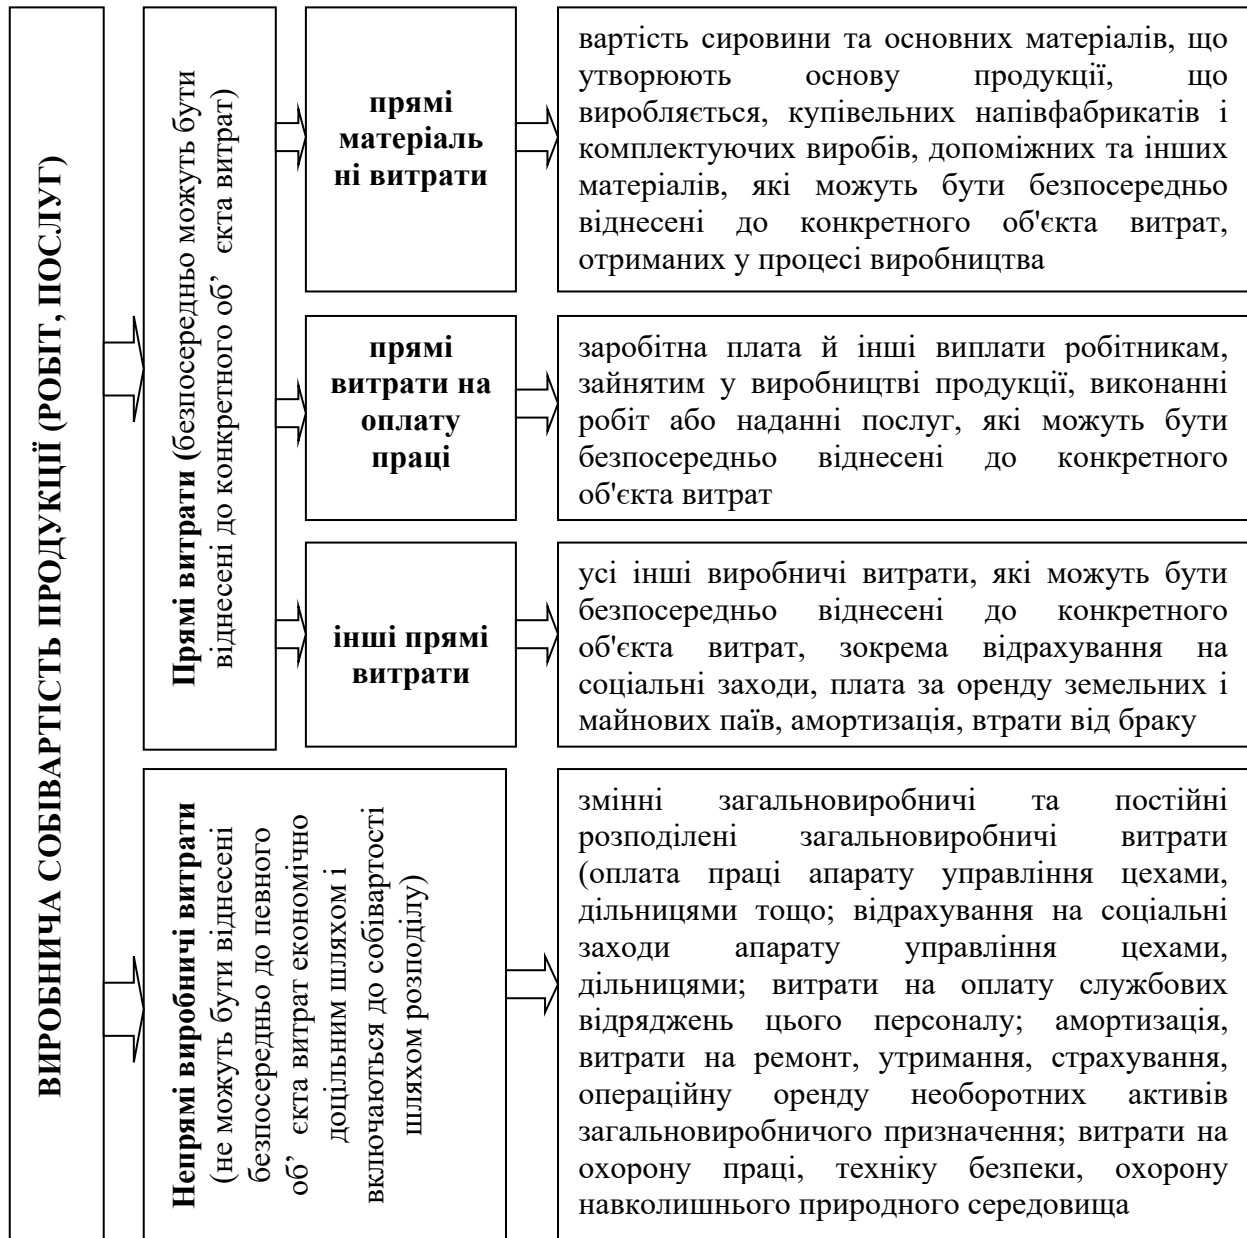 ВИРОБНИЧА СОБІВАРТІСТЬ ПРОДУКЦІЇ (РОБІТ, ПОСЛУГ)
Прямі витрати (безпосередньо можуть бути
віднесені до конкретного об’ єкта витрат)
прямі
матеріаль
ні витрати
вартість сировини та основних матеріалів, що
утворюють основу продукції, що
виробляється, купівельних напівфабрикатів і
комплектуючих виробів, допоміжних та інших
матеріалів, які можуть бути безпосередньо
віднесені до конкретного об'єкта витрат,
отриманих у процесі виробництва
прямі
витрати на
оплату
праці
заробітна плата й інші виплати робітникам,
зайнятим у виробництві продукції, виконанні
робіт або наданні послуг, які можуть бути
безпосередньо віднесені до конкретного
об'єкта витрат
інші прямі
витрати
усі інші виробничі витрати, які можуть бути
безпосередньо віднесені до конкретного
об'єкта витрат, зокрема відрахування на
соціальні заходи, плата за оренду земельних і
майнових паїв, амортизація, втрати від браку
Непрямі виробничі витрати
(не можуть бути віднесені
безпосередньо до певного
об’ єкта витрат економічно
доцільним шляхом і
включаються до собівартості
шляхом розподілу)
змінні загальновиробничі та постійні
розподілені загальновиробничі витрати
(оплата праці апарату управління цехами,
дільницями тощо; відрахування на соціальні
заходи апарату управління цехами,
дільницями; витрати на оплату службових
відряджень цього персоналу; амортизація,
витрати на ремонт, утримання, страхування,
операційну оренду необоротних активів
загальновиробничого призначення; витрати на
охорону праці, техніку безпеки, охорону
навколишнього природного середовища